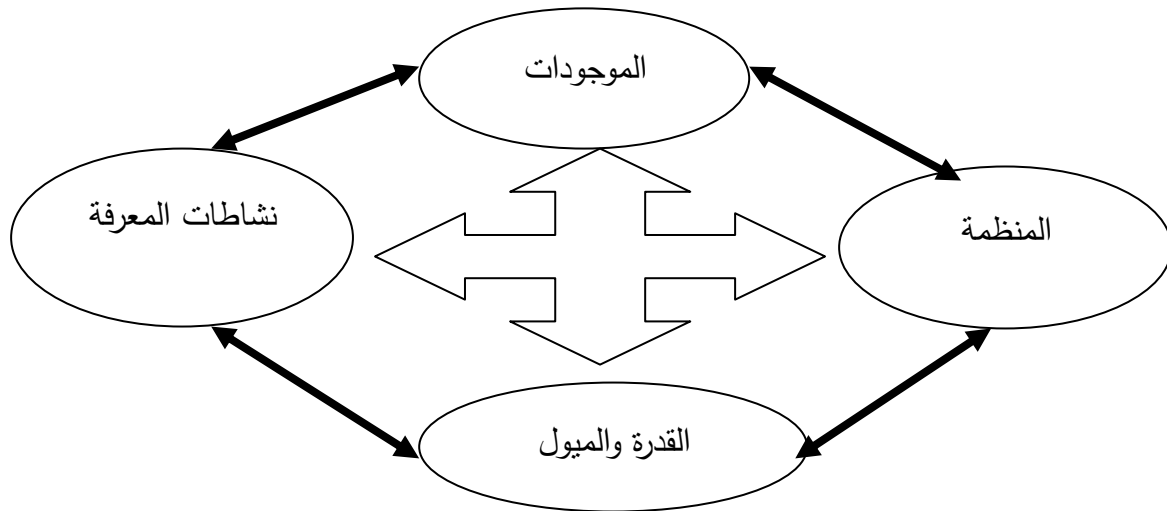 الموجودات
المنظمة
نشاطات المعرفة
القدرة والميول